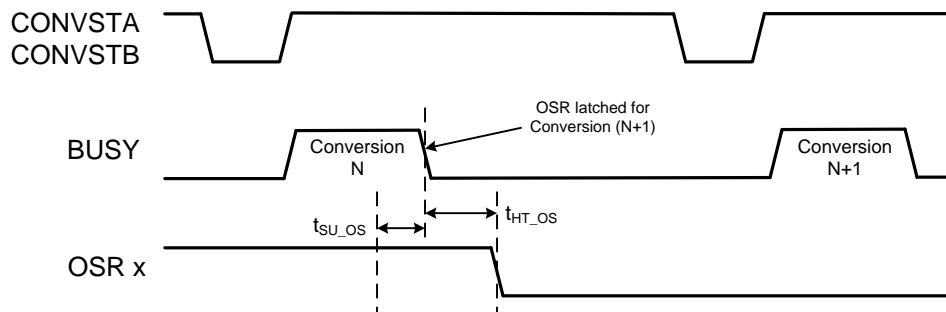 CONVSTA
CONVSTB
OSR latched for
Conversion (N+1)
BUSY
Conversion
N
Conversion
N+1
tSU_OS
tHT_OS
OSR x